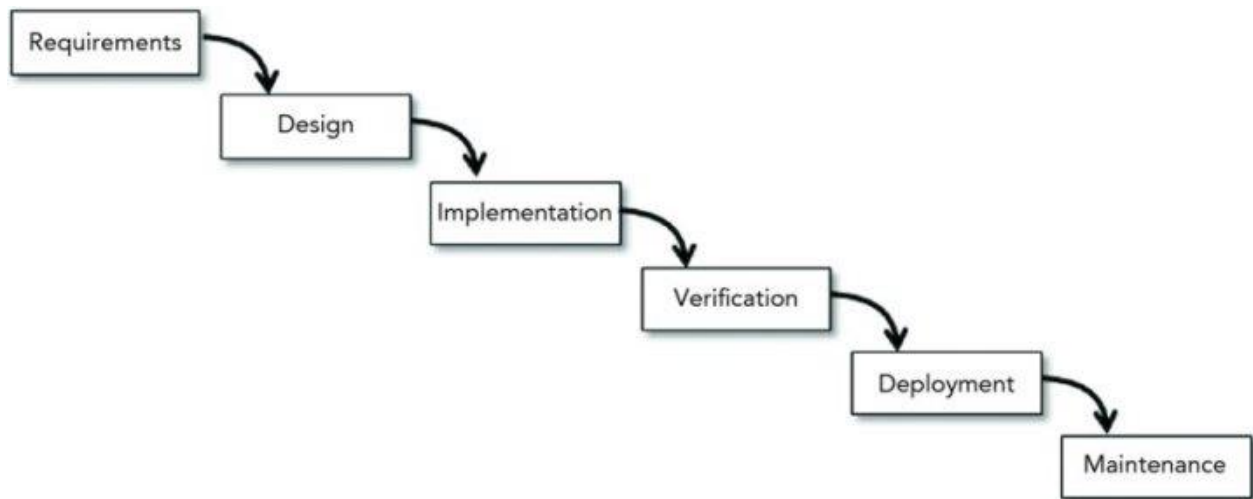 Requirements
Design
Implementation
Verification
Deployment
Maintenance